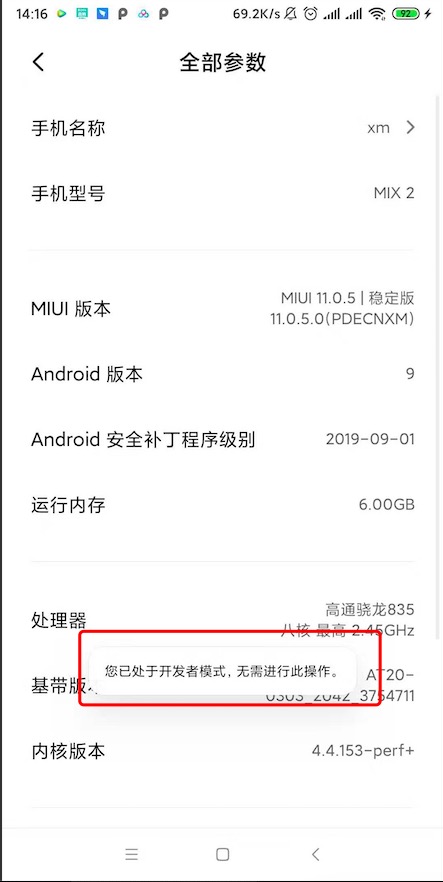 14:16 69.2K/s 92
全部参数
手机名称 xm
手机型号 MIX 2
MIUI 版本 MIUI 11.0.5 | 稳定版
11.0.5.0(PDECNXM)
Android 版本 9
Android 安全补丁程序级别 2019-09-01
运行内存 6.00GB
处理器 高通骁龙835
八核 最高 2.45GHz
您已处于开发者模式，无需进行此操作。
基带版本 AT20-
0303_2042_3754711
内核版本 4.4.153-perf+